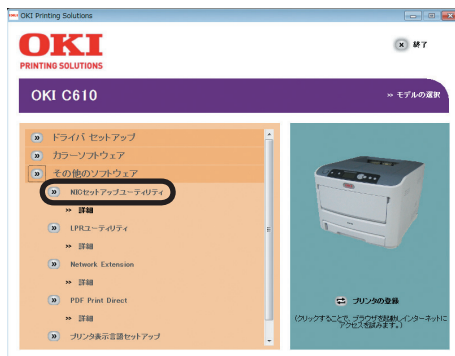 OKI Printing Solutions
OKI
PRINTING SOLUTIONS
終了
OKI C610
モデルの選択
ドライバ セットアップ
カラーソフトウェア
その他のソフトウェア
NICセットアップユーティリティ
詳細
LPRユーティリティ
詳細
Network Extension
詳細
PDF Print Direct
詳細
プリンタ表示言語セットアップ
プリンタの登録
(クリックすることで、ブラウザを起動しインターネットに
アクセスを試みます。)